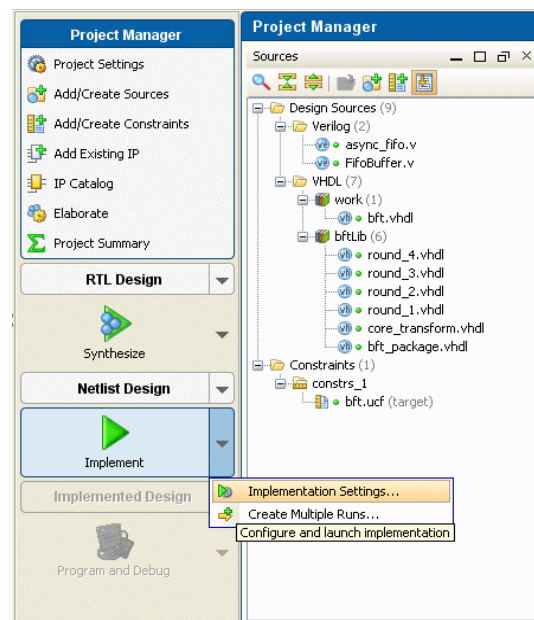 Project Manager
Project Settings
Add/Create Sources
Add/Create Constraints
Add Existing IP
IP Catalog
Elaborate
Project Summary
RTL Design
Synthesize
Netlist Design
Implement
Implemented Design
Program and Debug
Project Manager
Sources
Design Sources (9)
Verilog (2)
async_fifo.v
FifoBuffer.v
VHDL (7)
work (1)
bft.vhdl
bftLib (6)
round_4.vhdl
round_3.vhdl
round_2.vhdl
round_1.vhdl
core_transform.vhdl
bft_package.vhdl
Constraints (1)
constrs_1
bft.ucf (target)
Implementation Settings...
Create Multiple Runs...
Configure and launch implementation